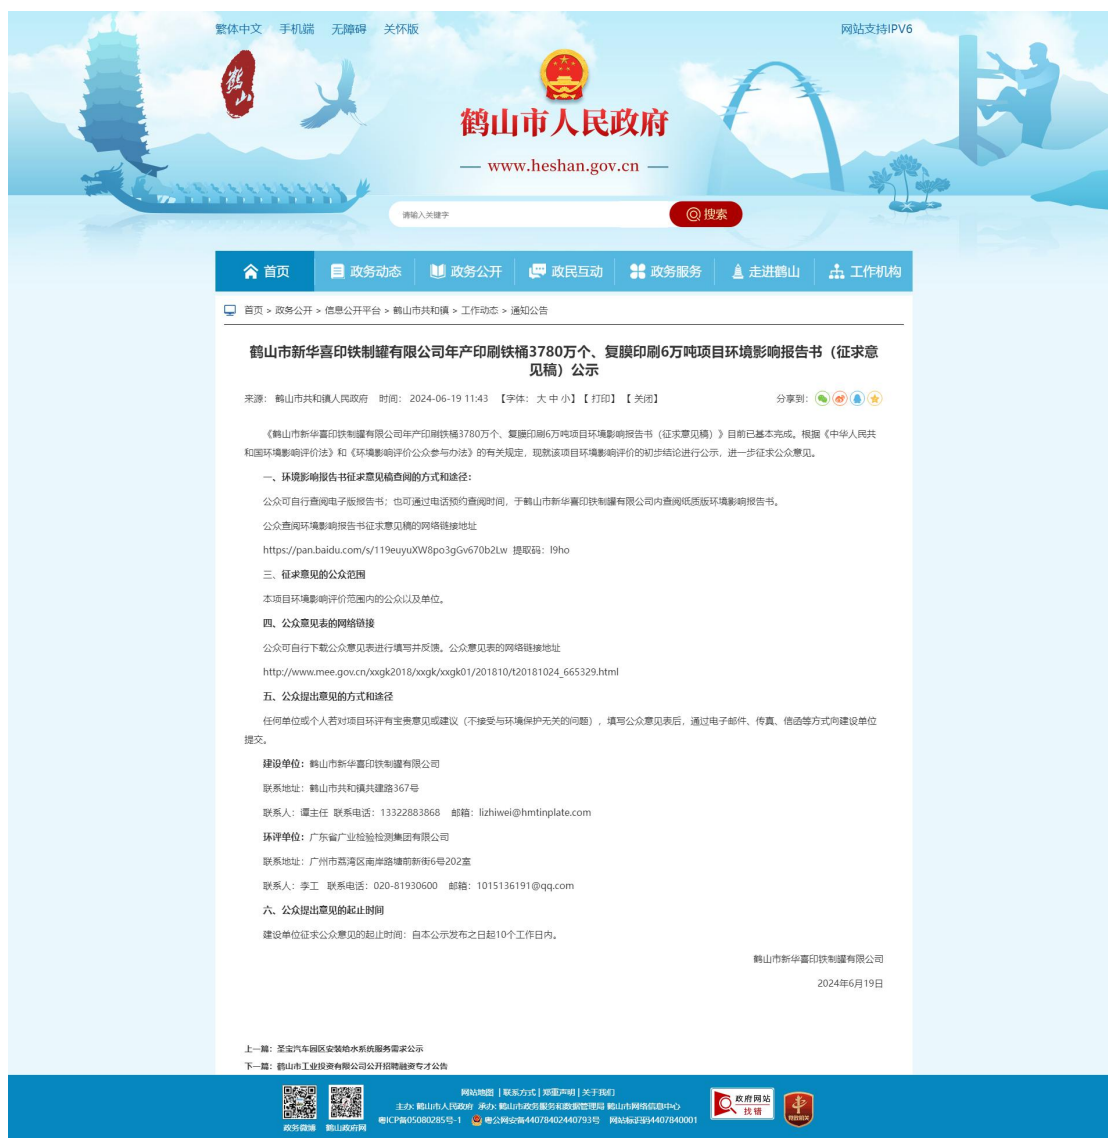 繁体中文 手机端 无障碍 关怀版 网站支持IPV6
鹤山
鹤山市人民政府
www.heshan.gov.cn
请输入关键字 搜索
首页 政务动态 政务公开 政民互动 政务服务 走进鹤山 工作机构
首页 > 政务公开 > 信息公开平台 > 鹤山市共和镇 > 工作动态 > 通知公告
鹤山市新华喜印铁制罐有限公司年产印刷铁桶3780万个、复膜印刷6万吨项目环境影响报告书（征求意
见稿）公示
来源： 鹤山市共和镇人民政府 时间： 2024-06-19 11:43 【字体： 大 中 小】【 打印】【 关闭】 分享到：
《鹤山市新华喜印铁制罐有限公司年产印刷铁桶3780万个、复膜印刷6万吨项目环境影响报告书（征求意见稿）》目前已基本完成。根据《中华人民共
和国环境影响评价法》和《环境影响评价公众参与办法》的有关规定，现就该项目环境影响评价的初步结论进行公示，进一步征求公众意见。
一、环境影响报告书征求意见稿查阅的方式和途径：
公众可自行查阅电子版报告书；也可通过电话预约查阅时间，于鹤山市新华喜印铁制罐有限公司内查阅纸质版环境影响报告书。
公众查阅环境影响报告书征求意见稿的网络链接地址
https://pan.baidu.com/s/119euyuXW8po3gGv670b2Lw 提取码：l9ho
三、征求意见的公众范围
本项目环境影响评价范围内的公众以及单位。
四、公众意见表的网络链接
公众可自行下载公众意见表进行填写并反馈。公众意见表的网络链接地址
http://www.mee.gov.cn/xxgk2018/xxgk/xxgk01/201810/t20181024_665329.html
五、公众提出意见的方式和途径
任何单位或个人若对项目环评有宝贵意见或建议（不接受与环境保护无关的问题），填写公众意见表后，通过电子邮件、传真、信函等方式向建设单位
提交。
建设单位：鹤山市新华喜印铁制罐有限公司
联系地址：鹤山市共和镇共建路367号
联系人：谭主任 联系电话：13322883868 邮箱：lizhiwei@hmtinplate.com
环评单位：广东省广业检验检测集团有限公司
联系地址：广州市荔湾区南岸路塘前新街6号202室
联系人：李工 联系电话：020-81930600 邮箱：1015136191@qq.com
六、公众提出意见的起止时间
建设单位征求公众意见的起止时间：自本公示发布之日起10个工作日内。
鹤山市新华喜印铁制罐有限公司
2024年6月19日
上一篇：圣宝汽车园区安装给水系统服务需求公示
下一篇：鹤山市工业投资有限公司公开招聘融资专才公告
网站地图 | 联系方式 | 郑重声明 | 关于我们
主办: 鹤山市人民政府 承办: 鹤山市政务服务和数据管理局 鹤山市网络信息中心
粤ICP备05080285号-1 粤公网安备44078402440793号 网站标识码4407840001
政务微博 鹤山政府网
政府网站
找错
党政机关